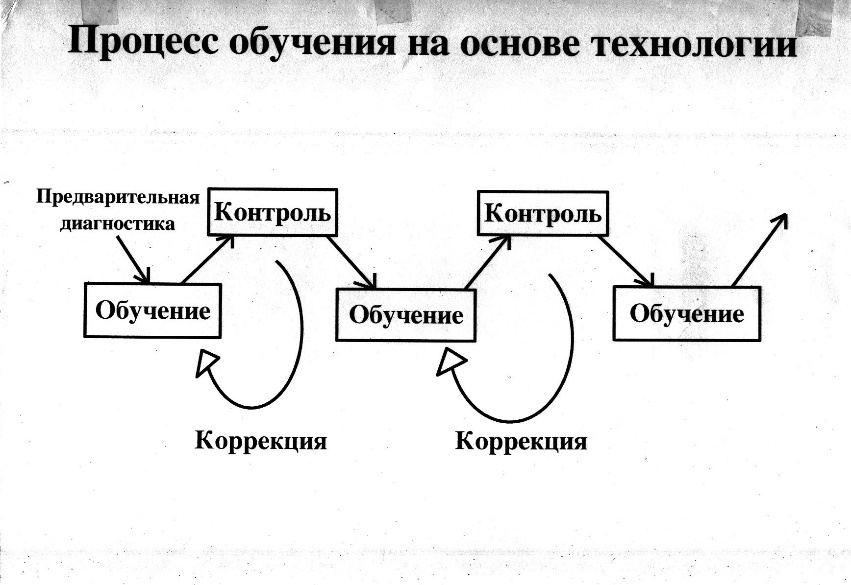 Процесс обучения на основе технологии
Предварительная
диагностика
Контроль
Контроль
Обучение
Обучение
Обучение
Коррекция
Коррекция